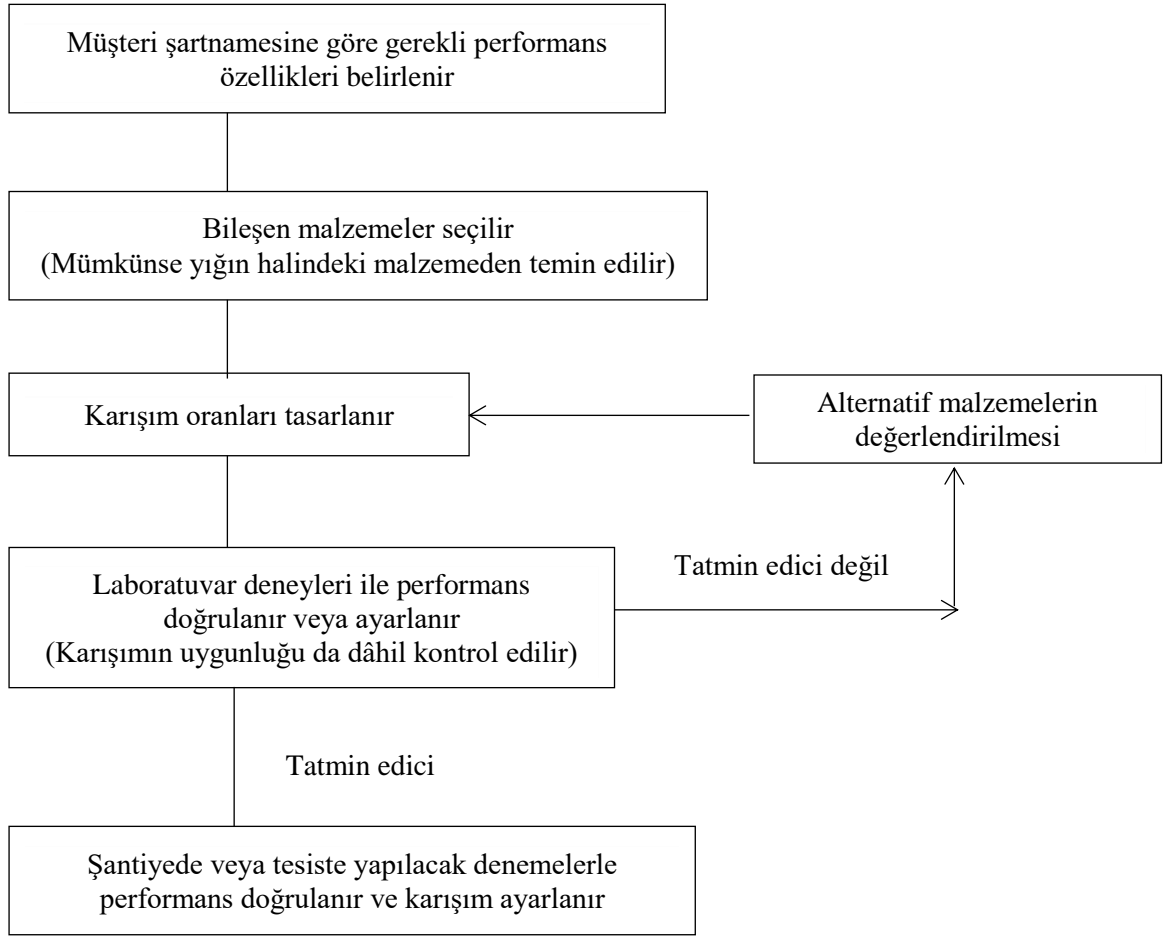 Müşteri şartnamesine göre gerekli performans
özellikleri belirlenir
Bileşen malzemeler seçilir
(Mümkünse yığın halindeki malzemeden temin edilir)
Karışım oranları tasarlanır
Alternatif malzemelerin
değerlendirilmesi
Laboratuvar deneyleri ile performans
doğrulanır veya ayarlanır
(Karışımın uygunluğu da dâhil kontrol edilir)
Tatmin edici değil
Tatmin edici
Şantiyede veya tesiste yapılacak denemelerle
performans doğrulanır ve karışım ayarlanır